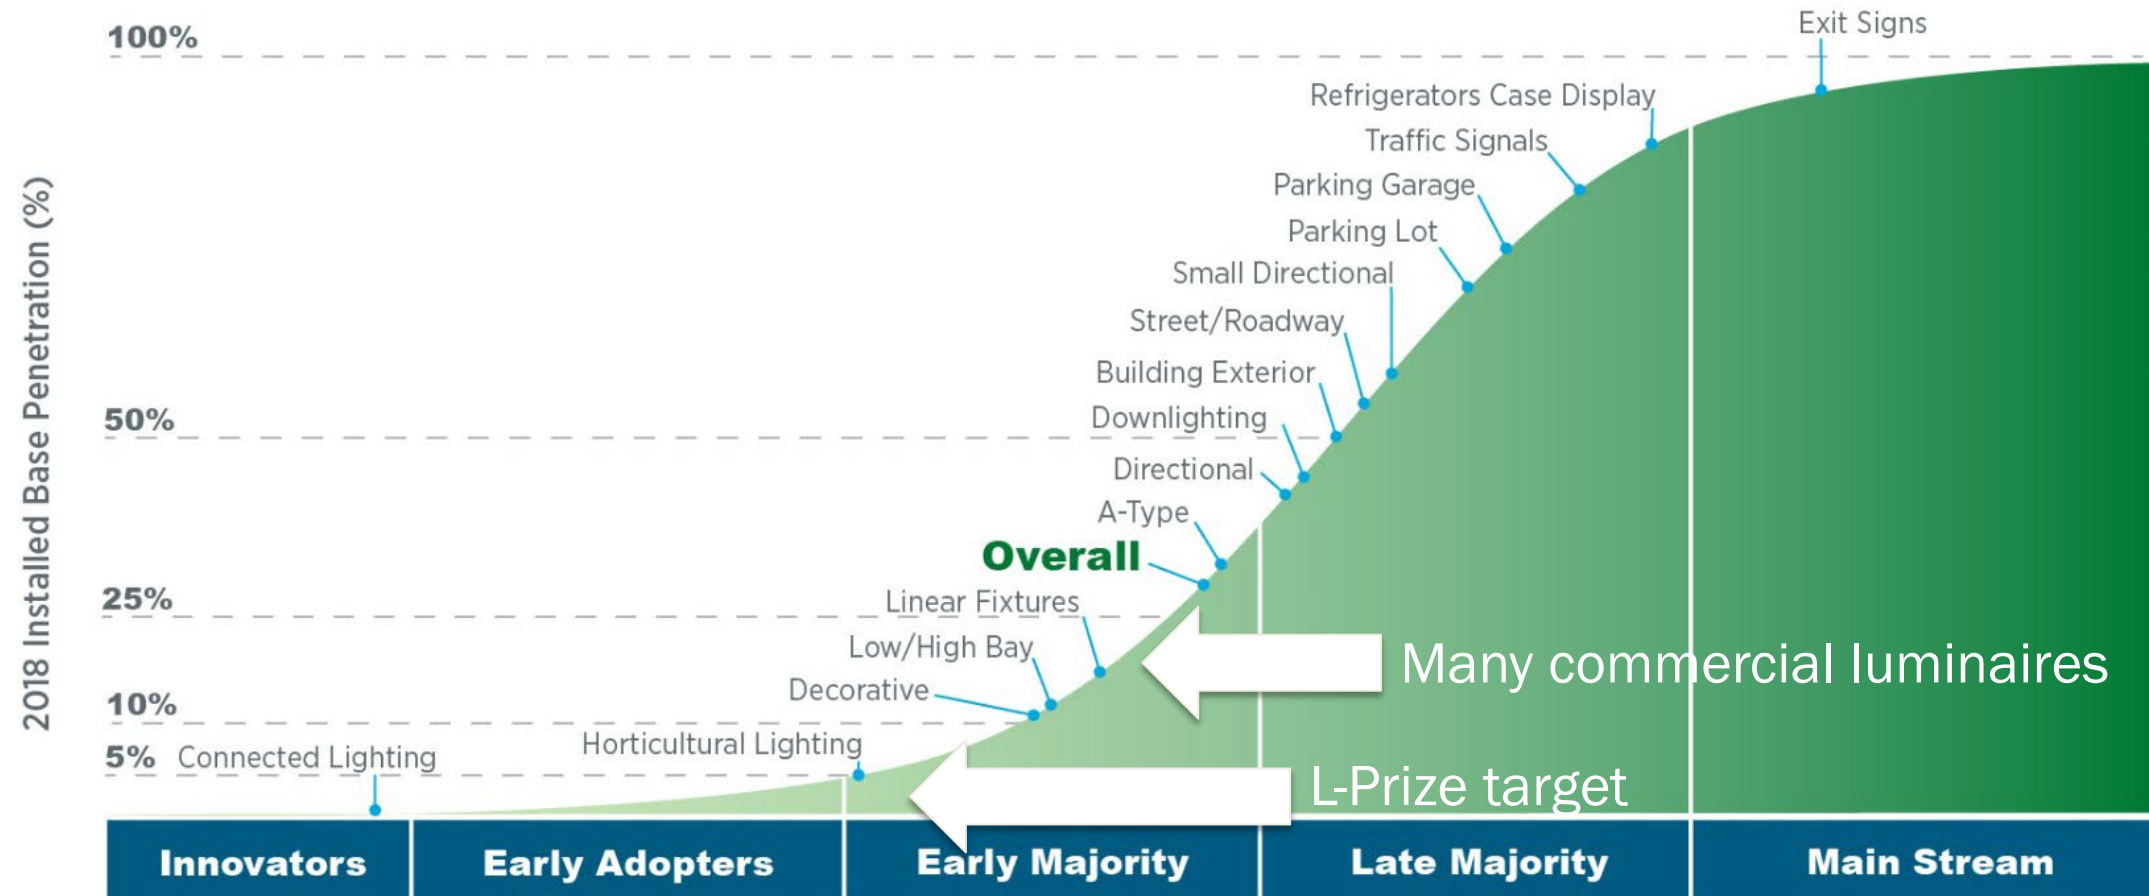 2018 Installed Base Penetration (%)
100%
50%
25%
10%
5%
Exit Signs
Refrigerators Case Display
Traffic Signals
Parking Garage
Parking Lot
Small Directional
Street/Roadway
Building Exterior
Downlighting
Directional
A-Type
Overall
Linear Fixtures
Low/High Bay
Decorative
Horticultural Lighting
Connected Lighting
Many commercial luminaires
L-Prize target
Innovators
Early Adopters
Early Majority
Late Majority
Main Stream